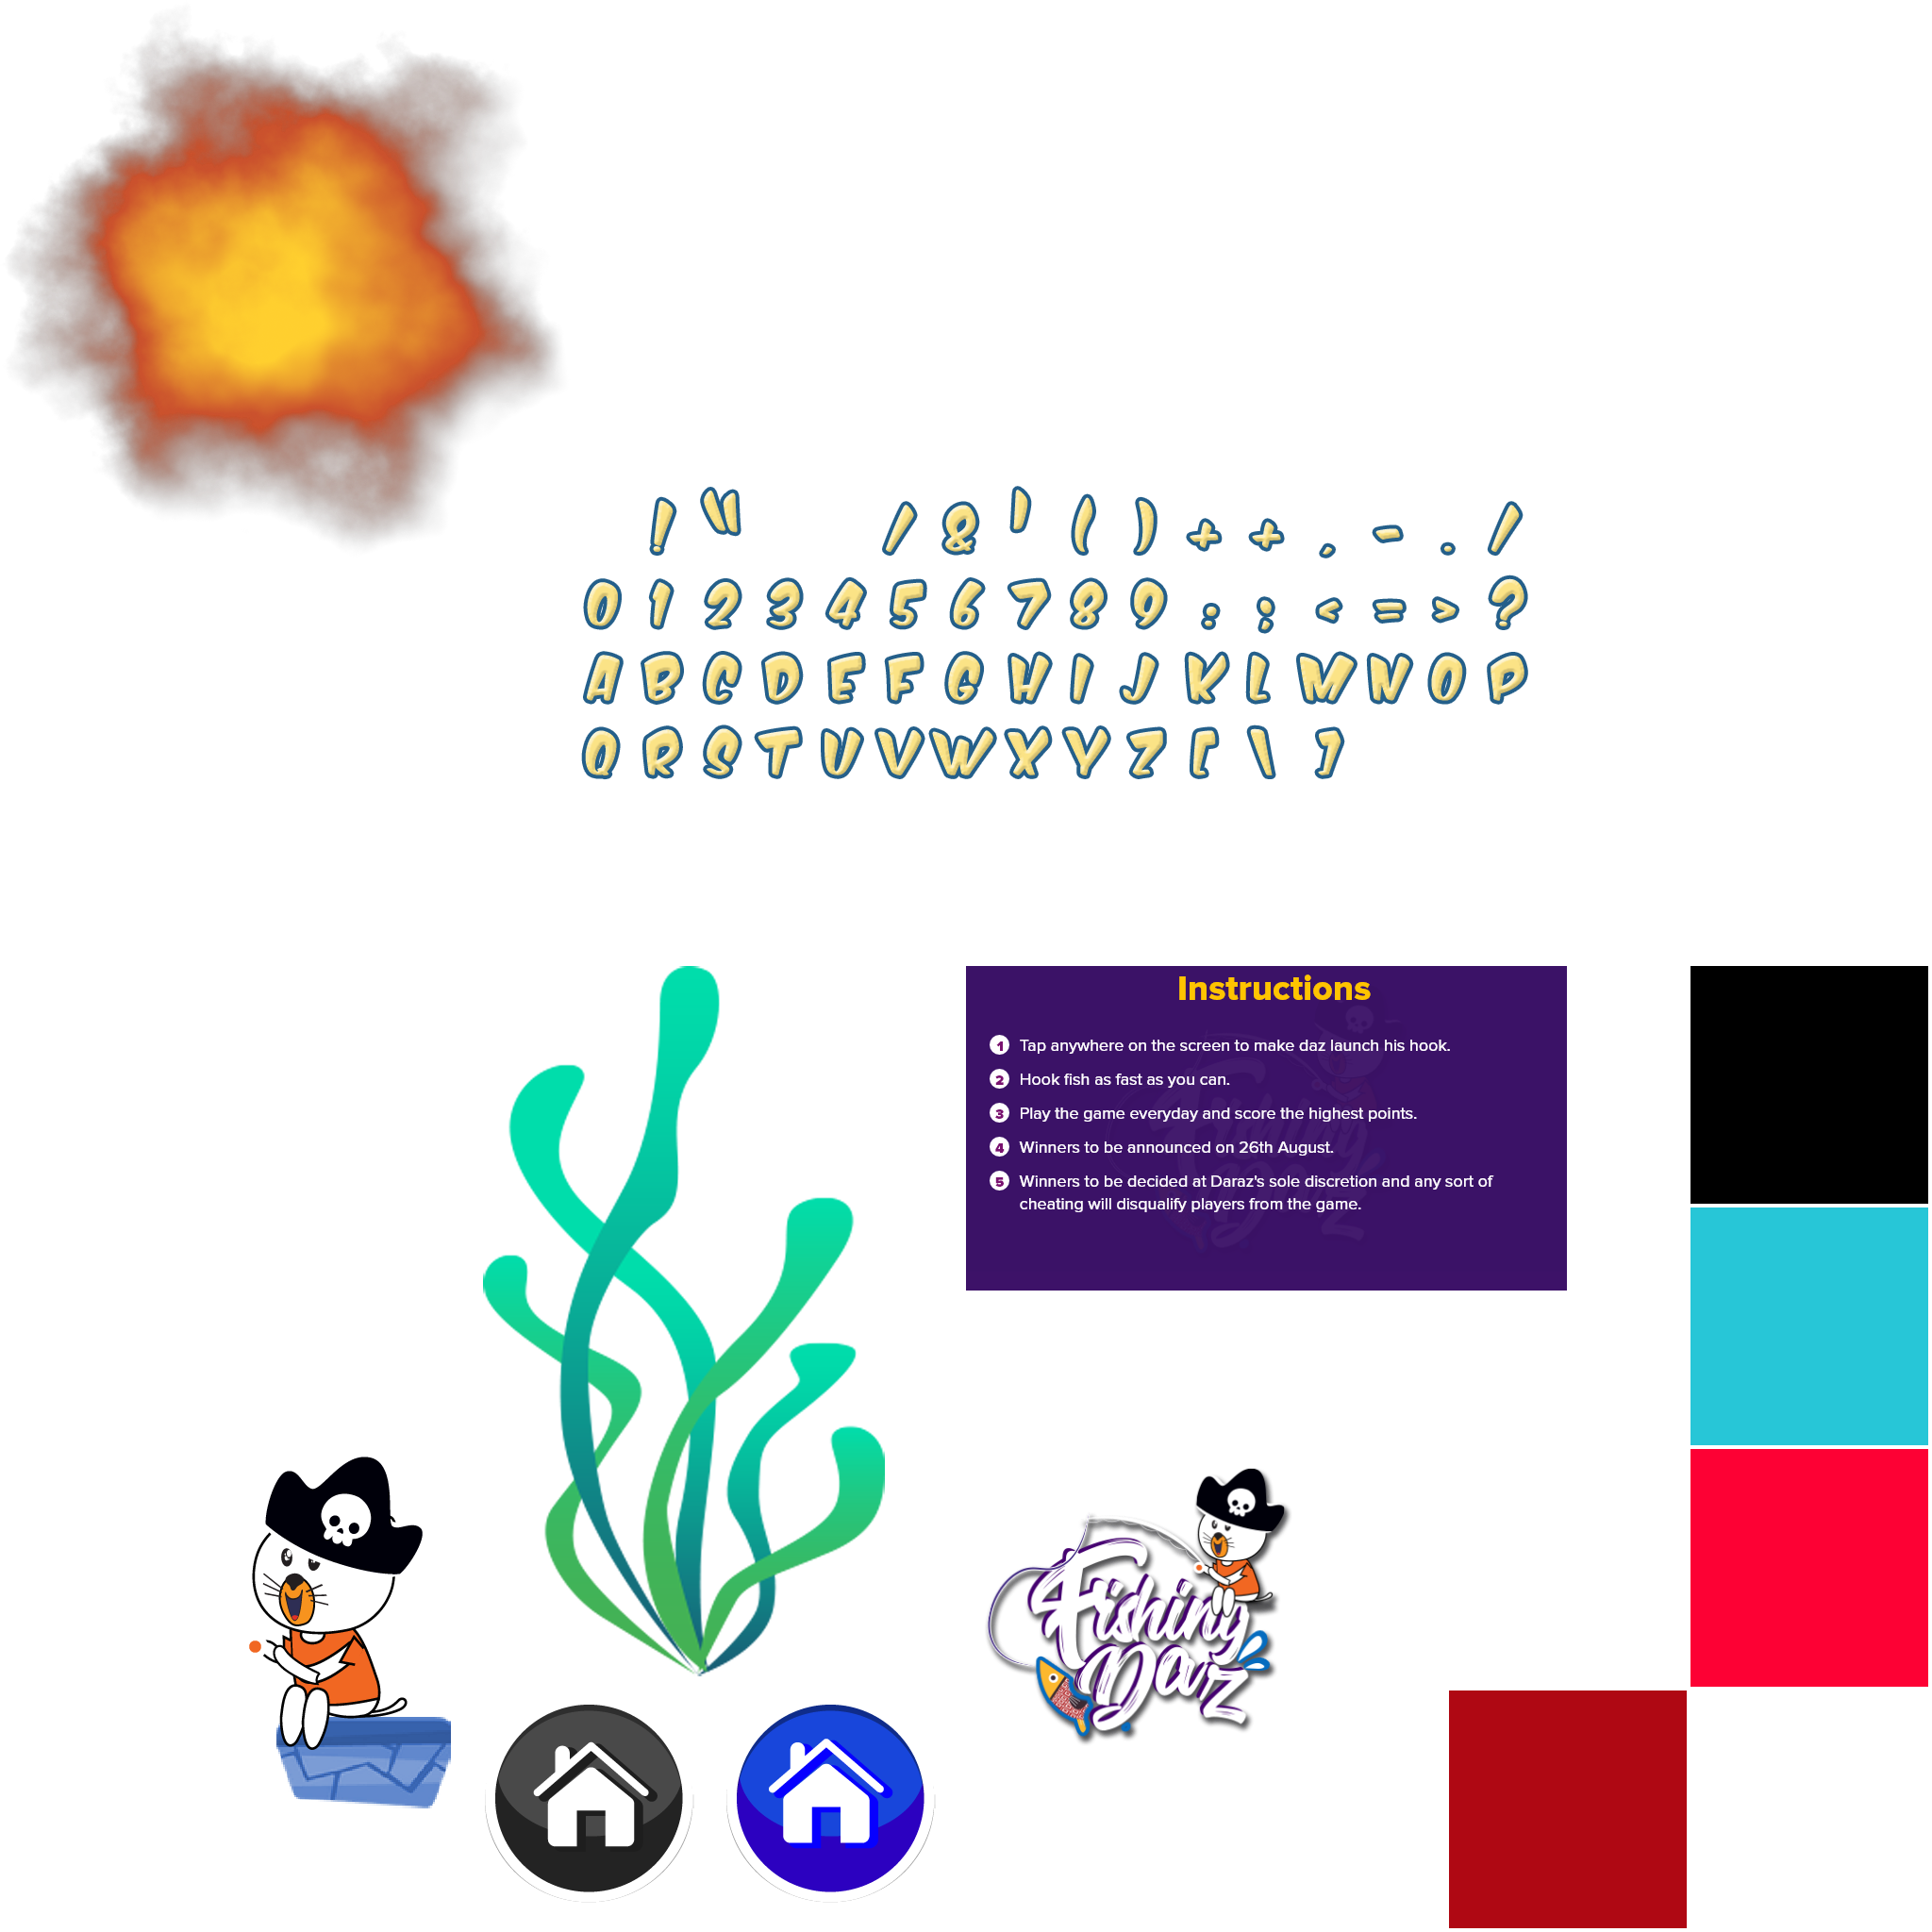 ! " / & ' ( ) + + , - . /
0 1 2 3 4 5 6 7 8 9 : ; < = > ?
A B C D E F G H I J K L M N O P
Q R S T U V W X Y Z [ \ ]
Instructions
1 Tap anywhere on the screen to make daz launch his hook.
2 Hook fish as fast as you can.
3 Play the game everyday and score the highest points.
4 Winners to be announced on 26th August.
5 Winners to be decided at Daraz's sole discretion and any sort of
cheating will disqualify players from the game.
Fishing
Daz